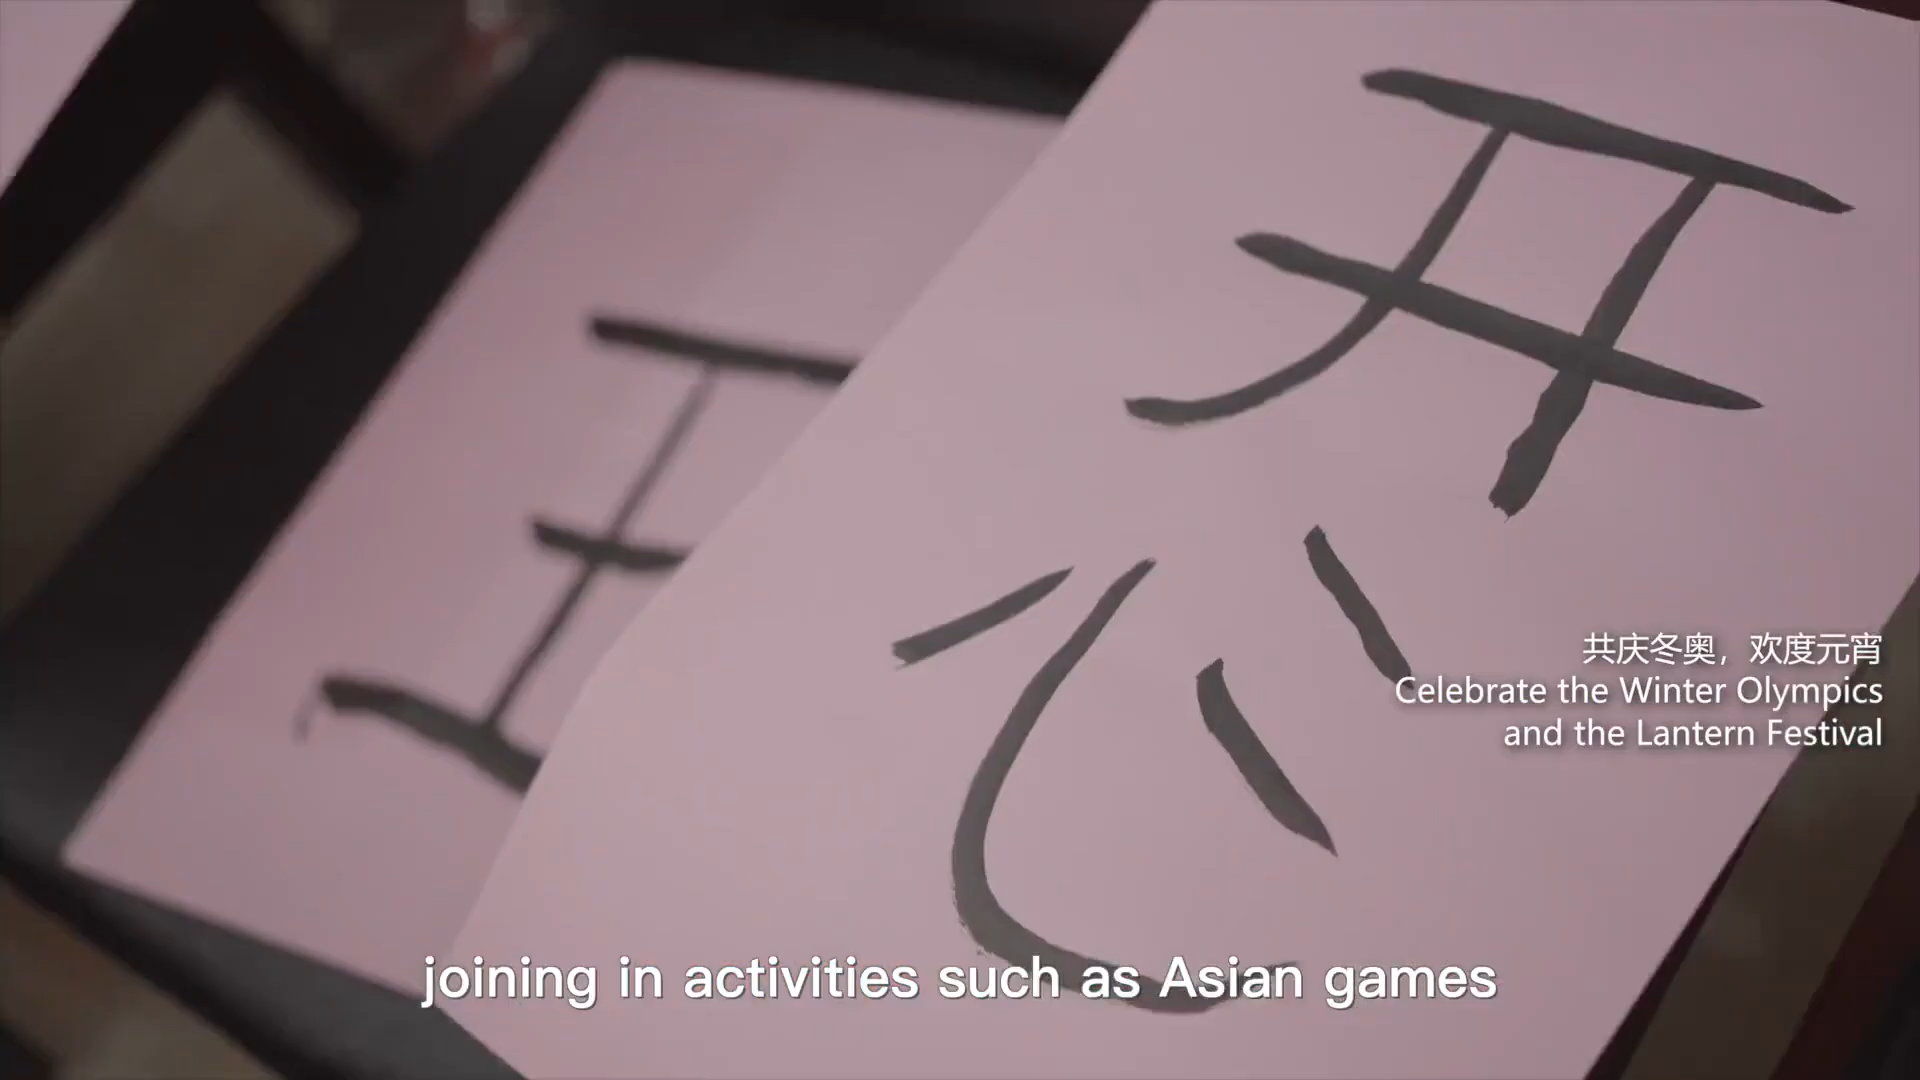 开
心
共庆冬奥，欢度元宵
Celebrate the Winter Olympics
and the Lantern Festival
joining in activities such as Asian games